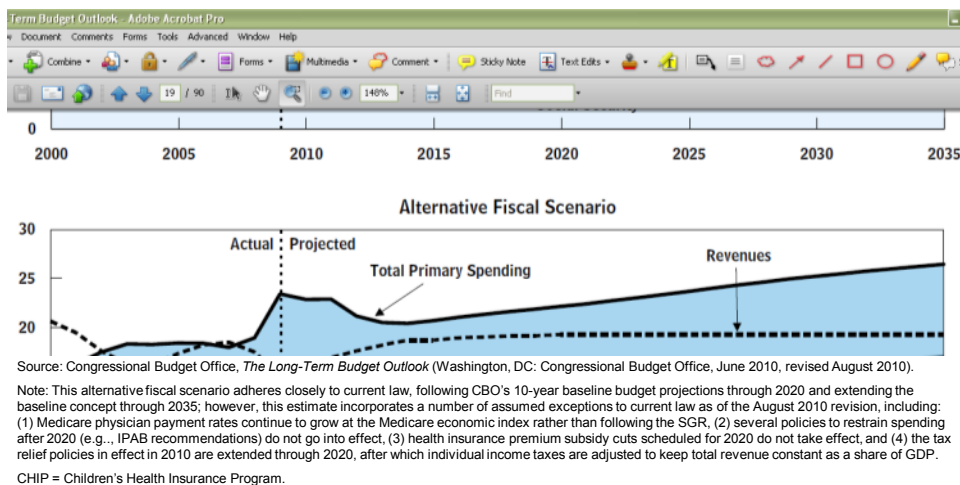 Term Budget Outlook - Adobe Acrobat Pro
Document Comments Forms Tools Advanced Window Help
Combine Forms Multimedia Comment Sticky Note Text Edits
19 / 90 148% Find
0
2000 2005 2010 2015 2020 2025 2030 2035
Alternative Fiscal Scenario
30
Actual Projected
Revenues
Total Primary Spending
25
20
Source: Congressional Budget Office, The Long-Term Budget Outlook (Washington, DC: Congressional Budget Office, June 2010, revised August 2010).
Note: This alternative fiscal scenario adheres closely to current law, following CBO's 10-year baseline budget projections through 2020 and extending the
baseline concept through 2035; however, this estimate incorporates a number of assumed exceptions to current law as of the August 2010 revision, including:
(1) Medicare physician payment rates continue to grow at the Medicare economic index rather than following the SGR, (2) several policies to restrain spending
after 2020 (e.g.., IPAB recommendations) do not go into effect, (3) health insurance premium subsidy cuts scheduled for 2020 do not take effect, and (4) the tax
relief policies in effect in 2010 are extended through 2020, after which individual income taxes are adjusted to keep total revenue constant as a share of GDP.
CHIP = Children's Health Insurance Program.